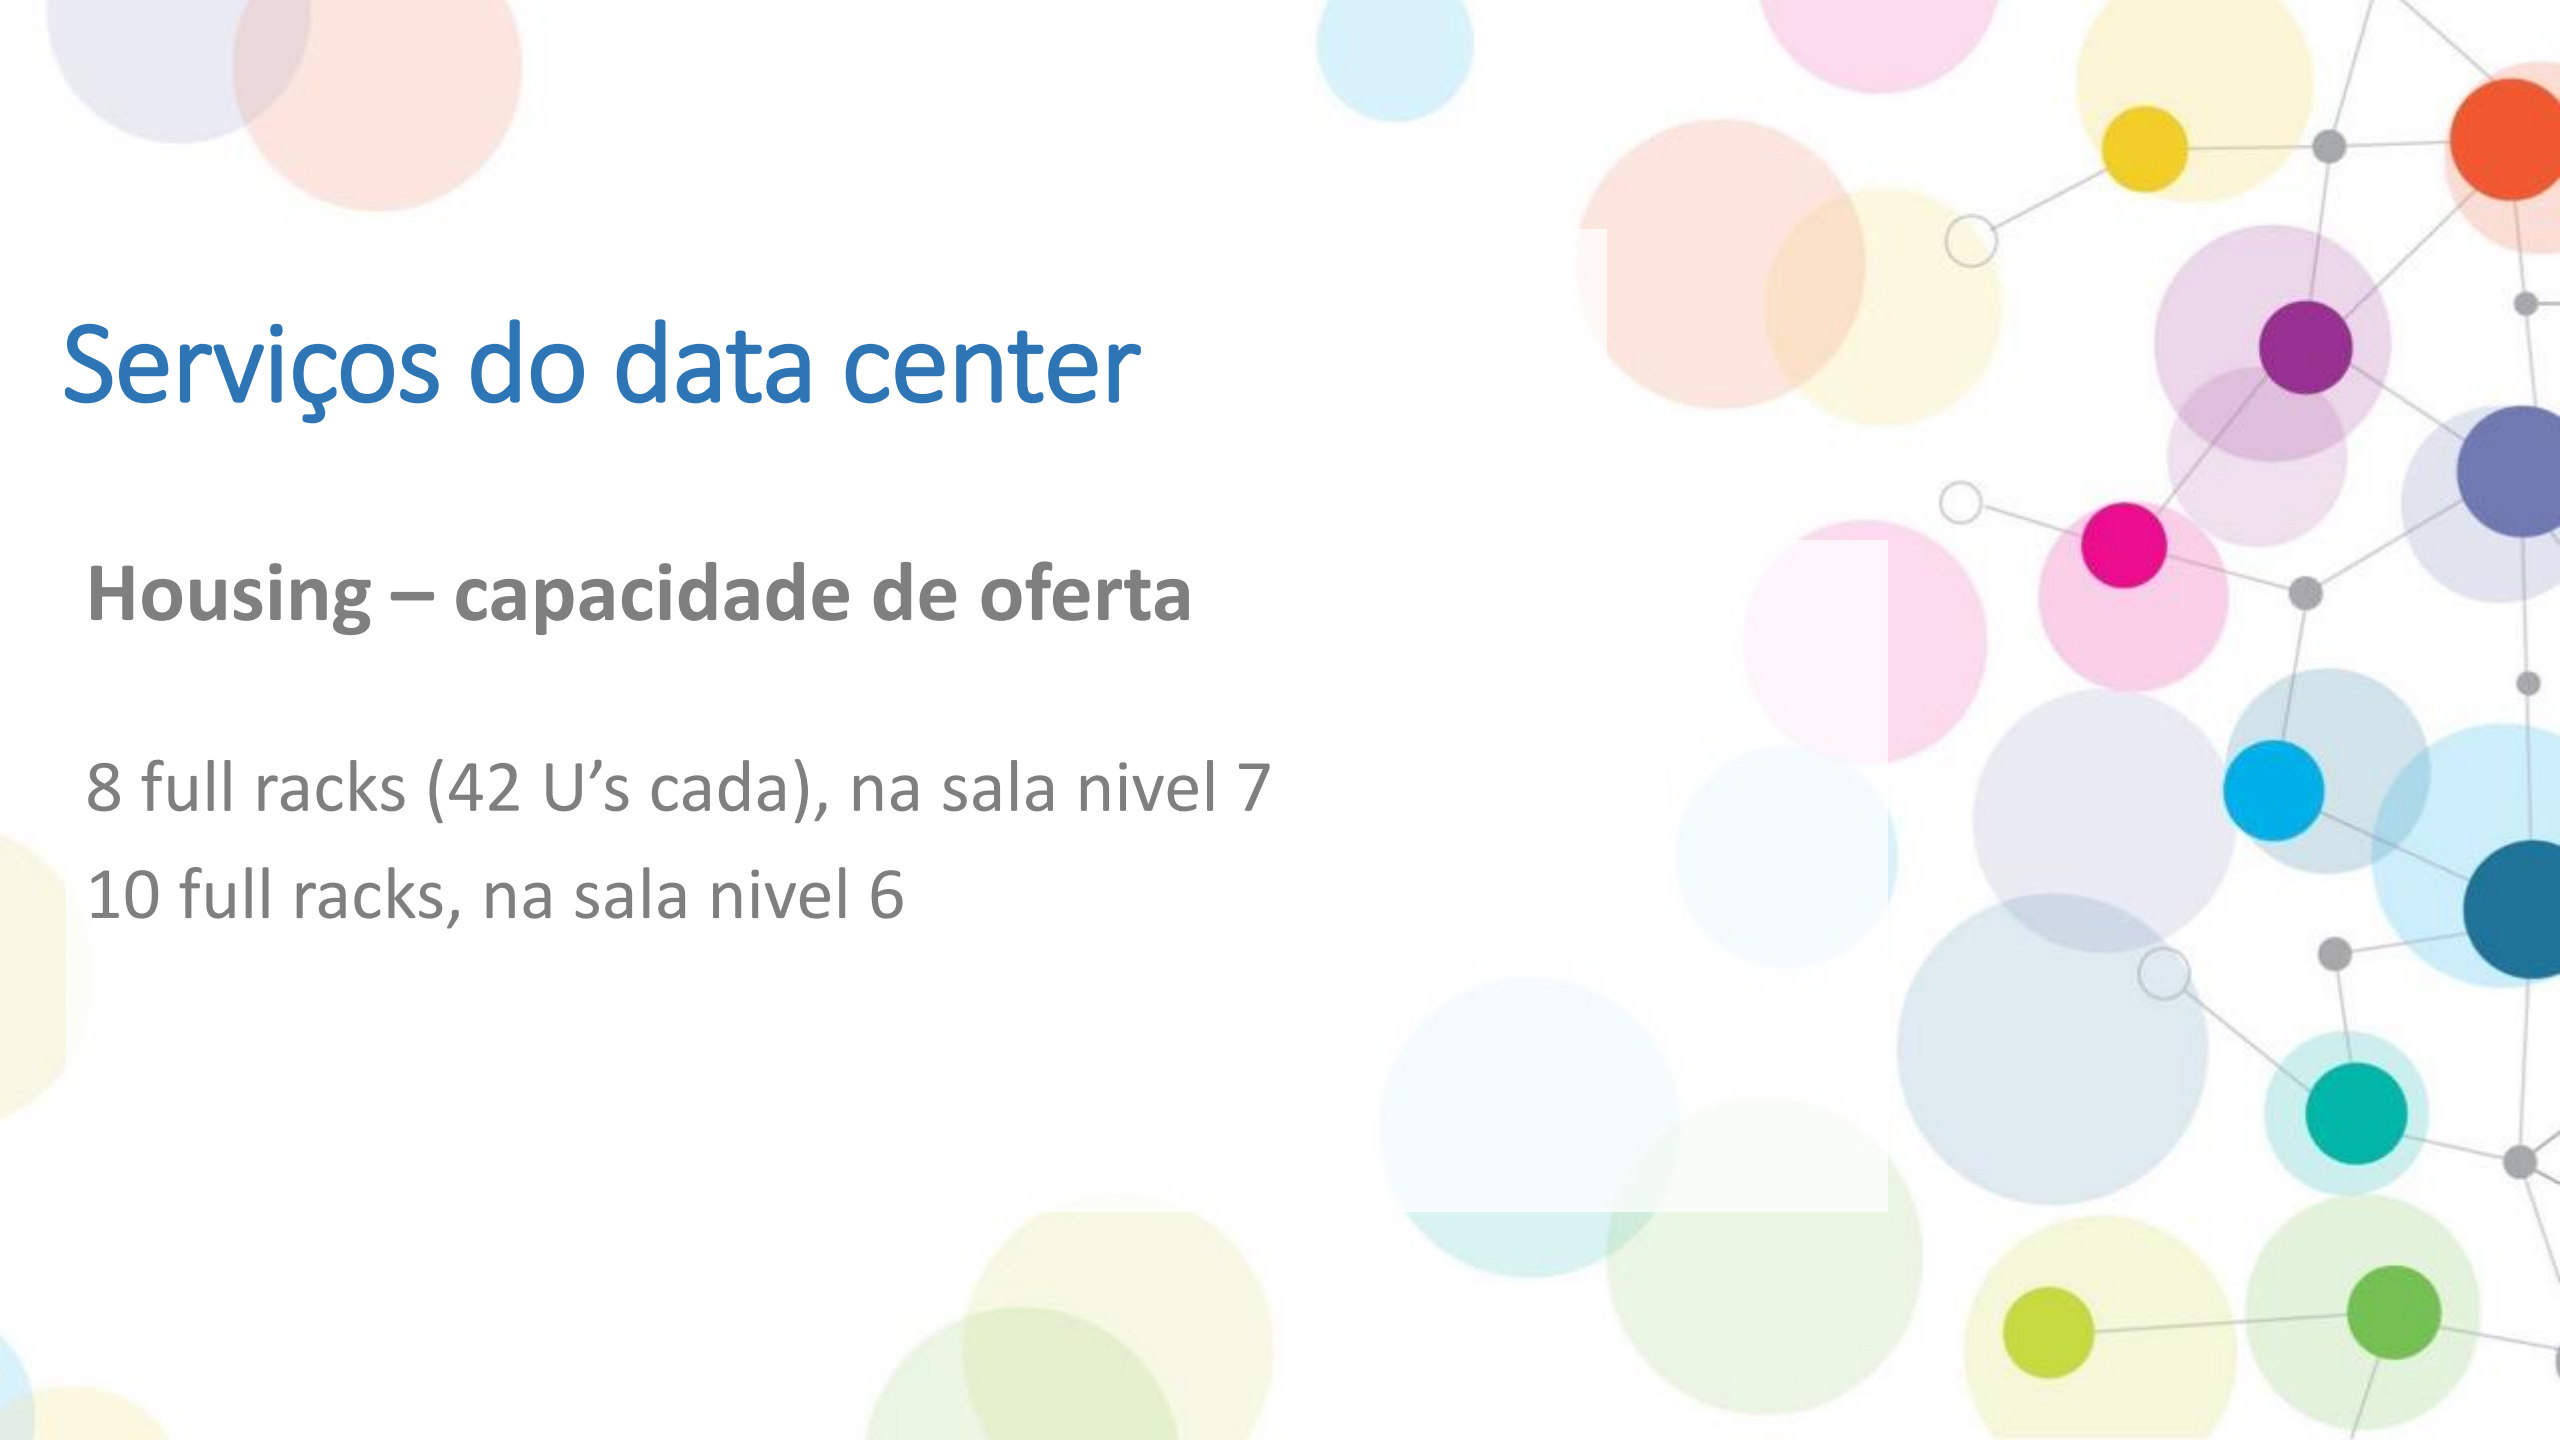 Serviços do data center
Housing – capacidade de oferta
8 full racks (42 U’s cada), na sala nivel 7
10 full racks, na sala nivel 6